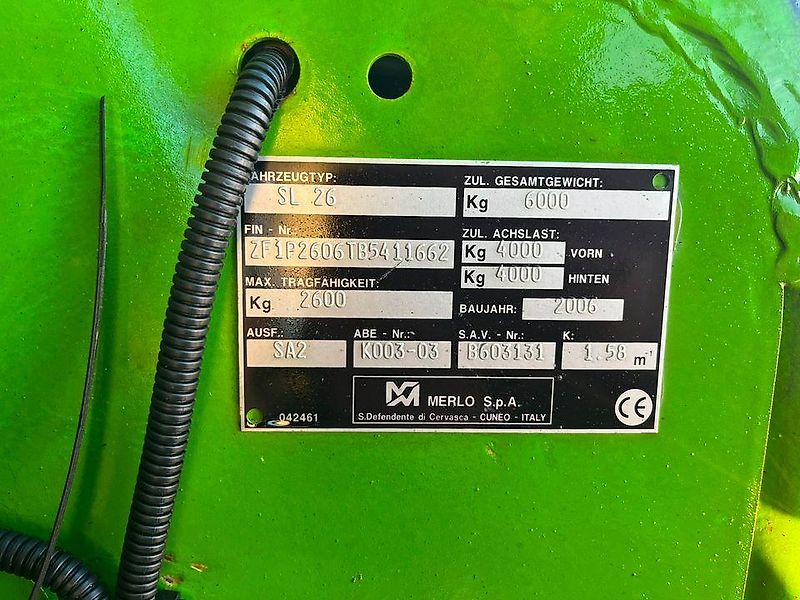 AHRZEUGTYP:
SL 26
ZUL. GESAMTGEWICHT:
Kg 6000
FIN - Nr.
ZF1P2606TB5411662
ZUL. ACHSLAST:
Kg 4000 VORN
Kg 4000 HINTEN
MAX. TRAGFÄHIGKEIT:
Kg 2600
BAUJAHR: 2006
AUSF.: ABE - Nr.: S.A.V. - Nr.: K:
SA2 K003-03 B603131 1.58 m-1
MERLO S.p.A.
S.Defendente di Cervasca - CUNEO - ITALY
042461
CE